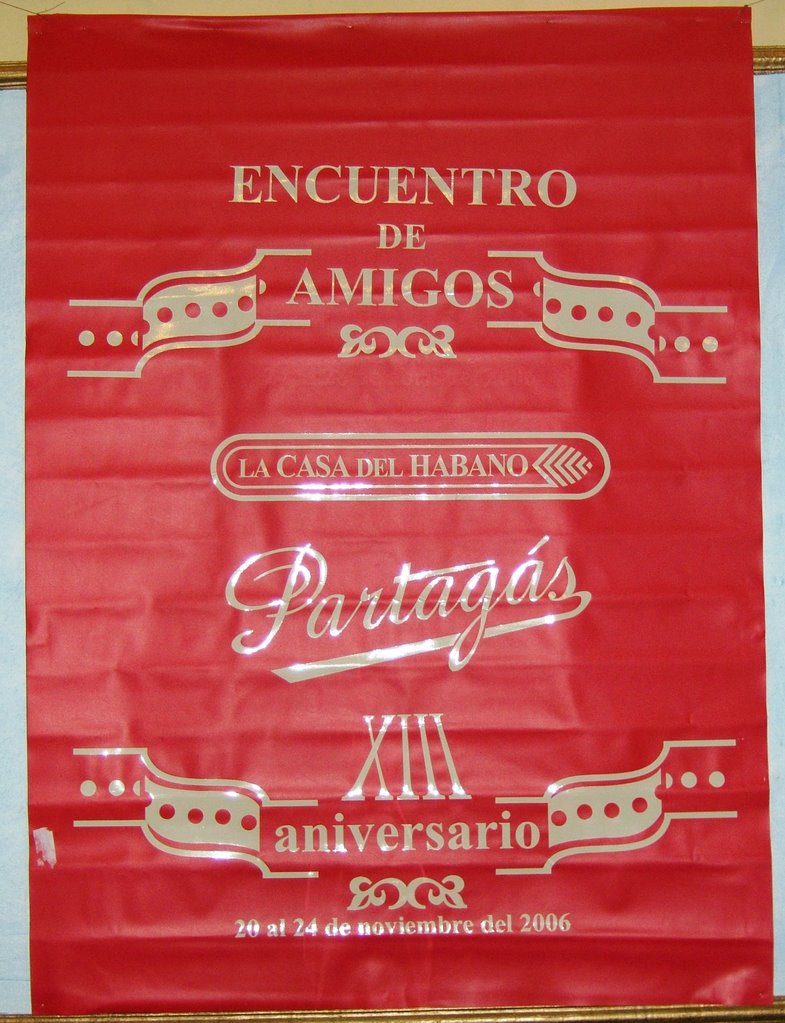 ENCUENTRO
DE
AMIGOS
LA CASA DEL HABANO
Partagás
XIII
aniversario
20 al 24 de noviembre del 2006